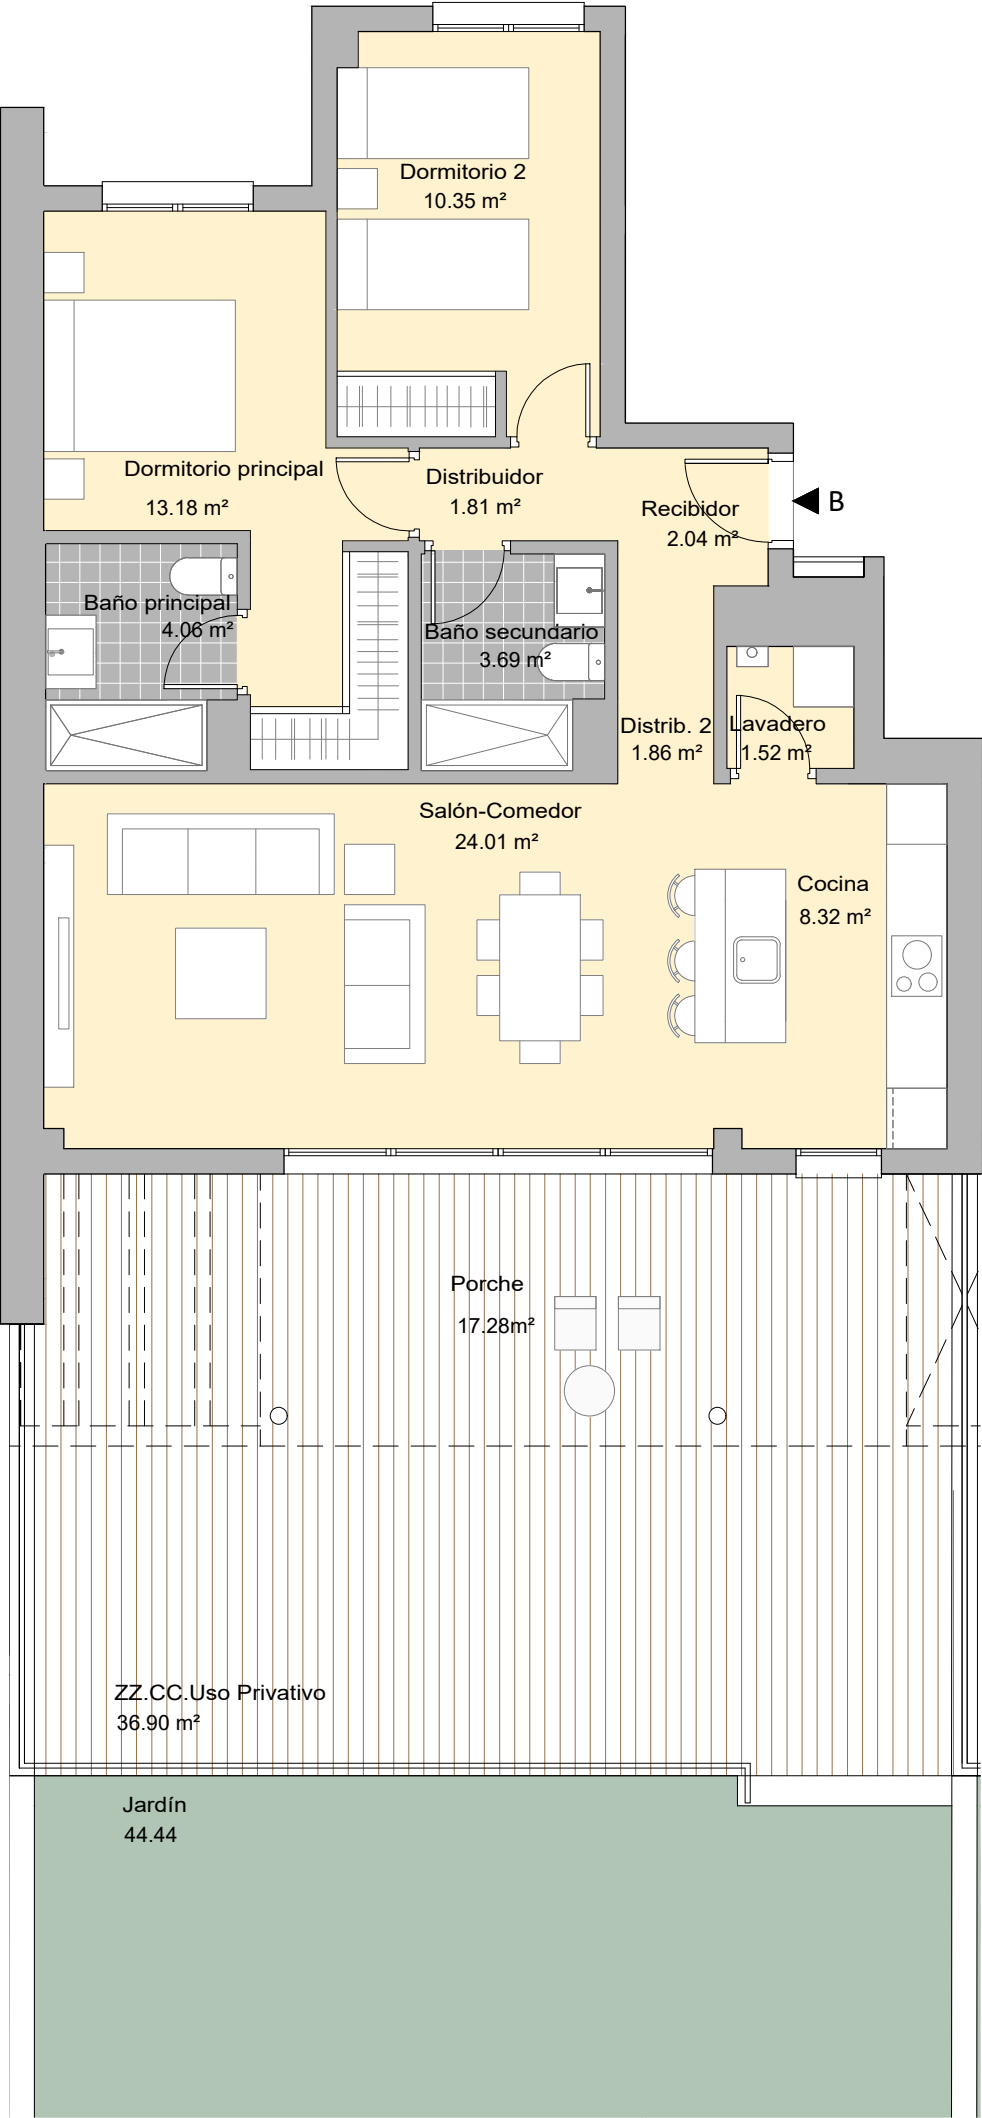 Dormitorio 2
10.35 m²
Dormitorio principal
13.18 m²
Distribuidor
1.81 m²
Recibidor
2.04 m²
B
Baño principal
4.06 m²
Baño secundario
3.69 m²
Distrib. 2
1.86 m²
Lavadero
1.52 m²
Salón-Comedor
24.01 m²
Cocina
8.32 m²
Porche
17.28m²
ZZ.CC.Uso Privativo
36.90 m²
Jardín
44.44